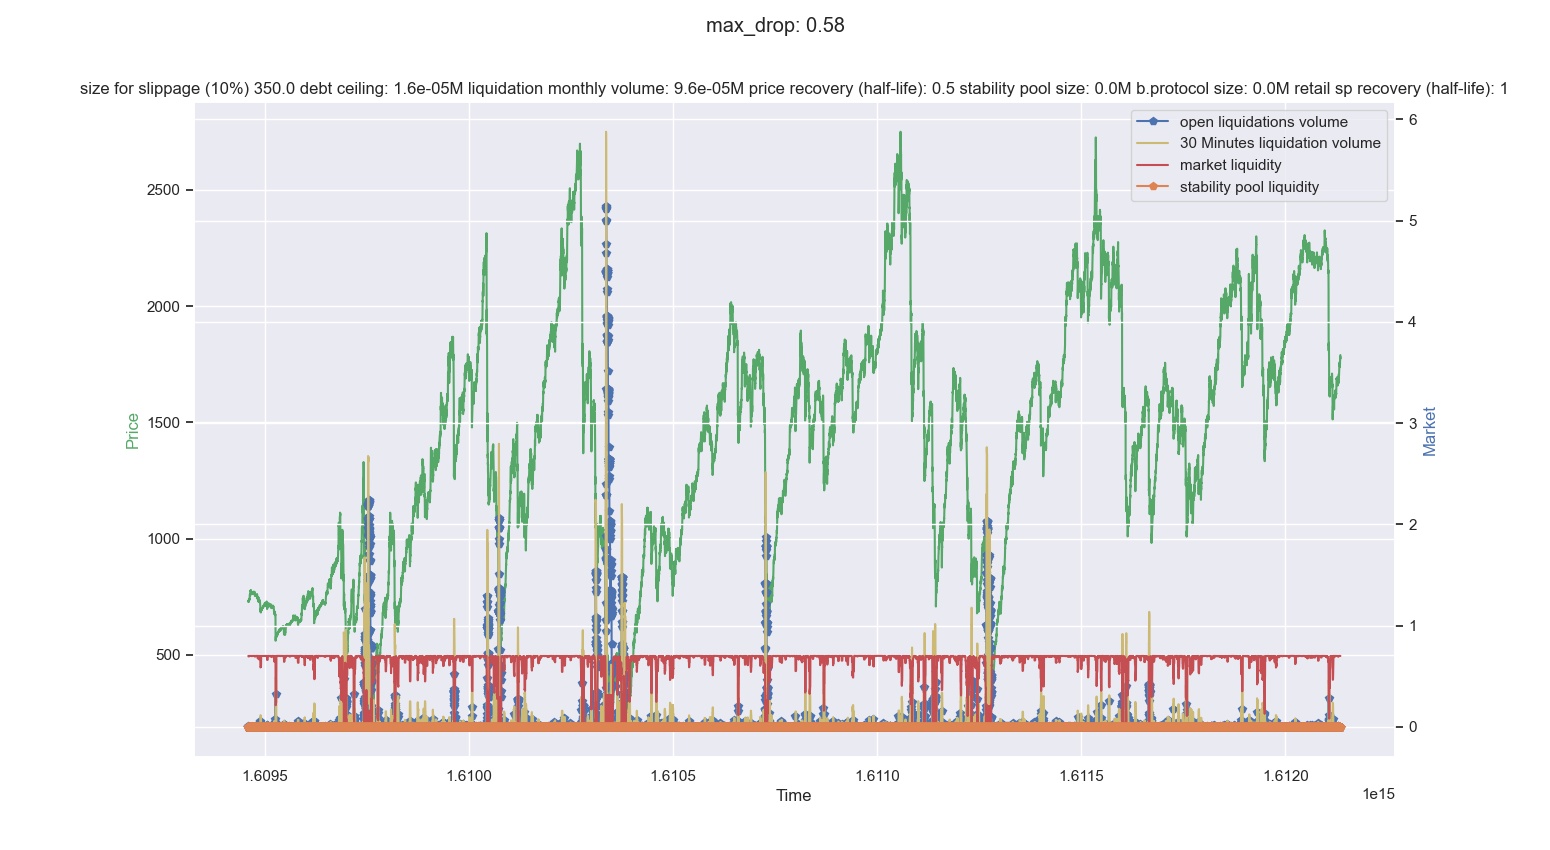 max_drop: 0.58
size for slippage (10%) 350.0 debt ceiling: 1.6e-05M liquidation monthly volume: 9.6e-05M price recovery (half-life): 0.5 stability pool size: 0.0M b.protocol size: 0.0M retail sp recovery (half-life): 1
open liquidations volume
30 Minutes liquidation volume
market liquidity
stability pool liquidity
Price
2500
2000
1500
1000
500
6
5
4
3
2
1
0
Market
1.6095 1.6100 1.6105 1.6110 1.6115 1.6120
Time
1e15